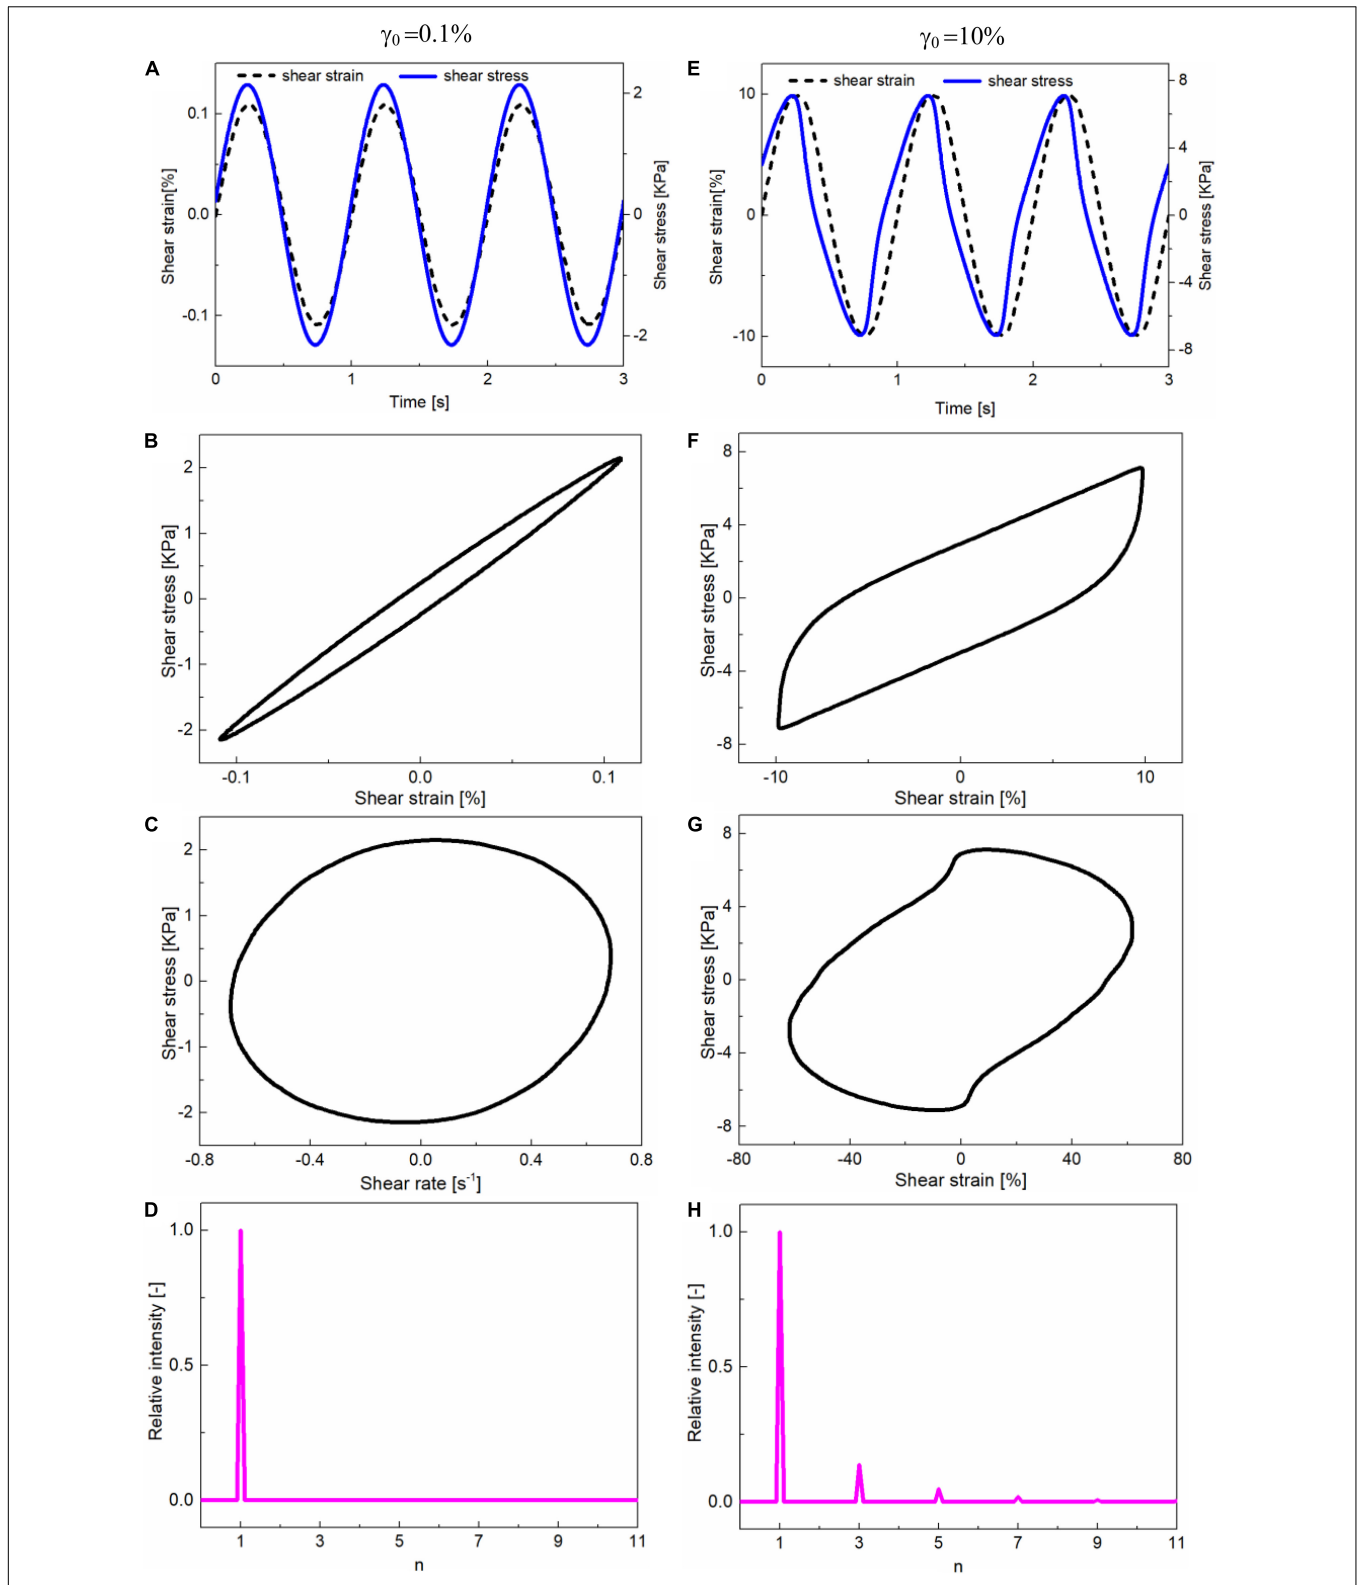 γ0=0.1%
γ0=10%
A
shear strain
shear stress
0.1
0.0
-0.1
2
0
-2
Shear strain[%]
Shear stress [KPa]
0
1
2
3
Time [s]
E
shear strain
shear stress
10
0
-10
8
4
0
-4
-8
Shear strain[%]
Shear stress [KPa]
0
1
2
3
Time [s]
B
2
1
0
-1
-2
Shear stress [KPa]
-0.1
0.0
0.1
Shear strain [%]
F
8
4
0
-4
-8
Shear stress [KPa]
-10
0
10
Shear strain [%]
C
2
1
0
-1
-2
Shear stress [KPa]
-0.8
-0.4
0.0
0.4
0.8
Shear rate [s-1]
G
8
4
0
-4
-8
Shear stress [KPa]
-80
-40
0
40
80
Shear strain [%]
D
1.0
0.5
0.0
Relative intensity [-]
1
3
5
7
9
11
n
H
1.0
0.5
0.0
Relative intensity [-]
1
3
5
7
9
11
n